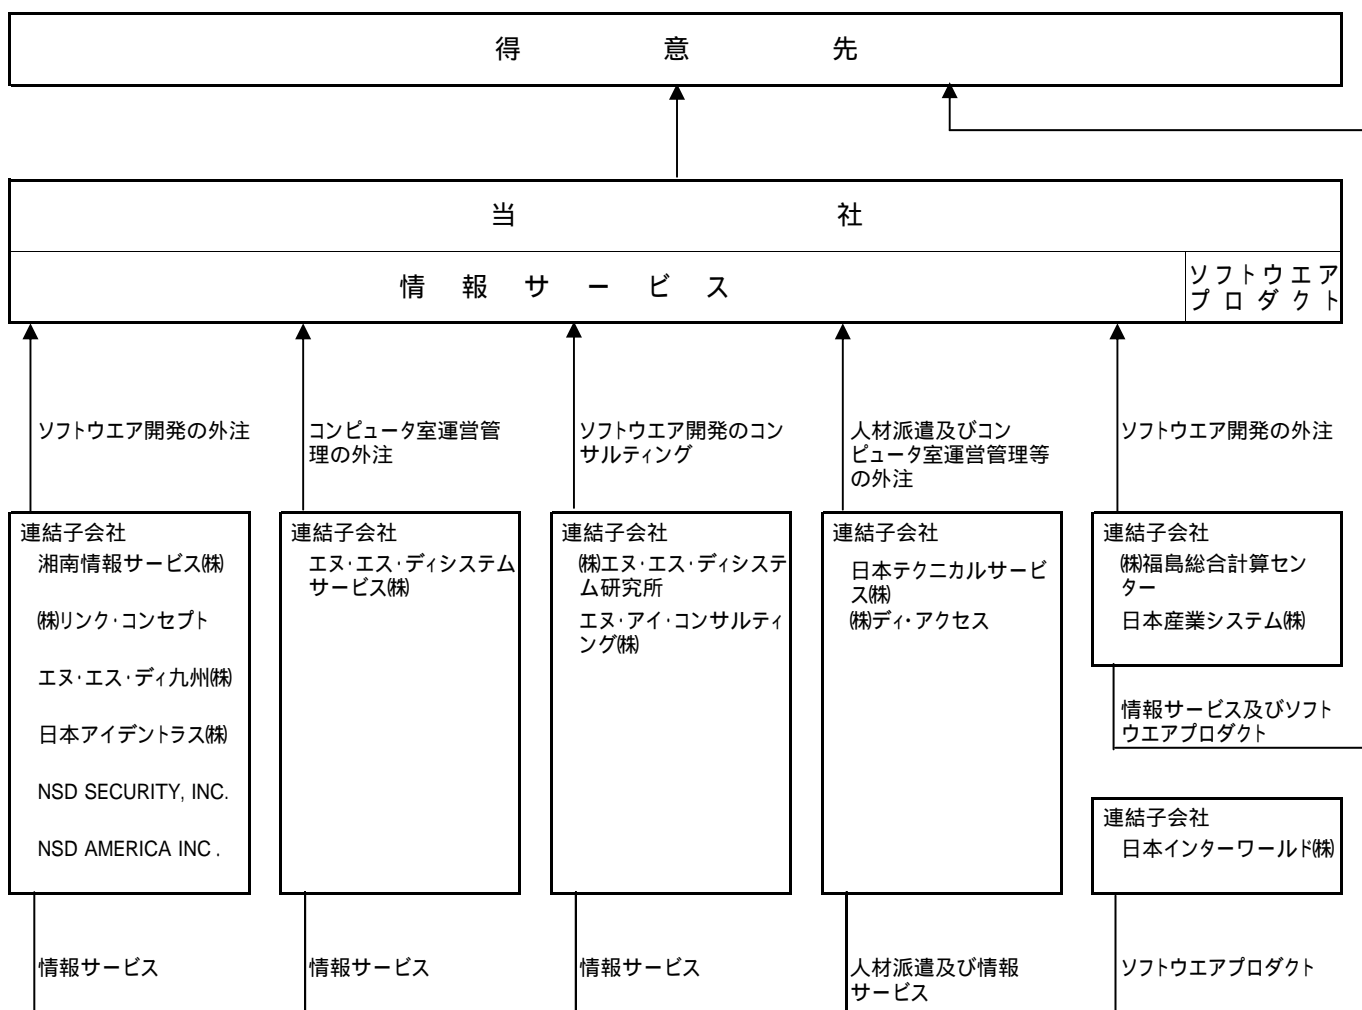 得意先
当社
情報サービス
ソフトウエア
プロダクト
ソフトウエア開発の外注
コンピュータ室運営管
理の外注
ソフトウエア開発のコン
サルティング
人材派遣及びコン
ピュータ室運営管理等
の外注
ソフトウエア開発の外注
連結子会社
湘南情報サービス㈱
㈱リンク・コンセプト
エヌ・エス・ディ九州㈱
日本アイデントラス㈱
NSD SECURITY, INC.
NSD AMERICA INC.
連結子会社
エヌ・エス・ディシステム
サービス㈱
連結子会社
㈱エヌ・エス・ディシステ
ム研究所
エヌ・アイ・コンサルティ
ング㈱
連結子会社
日本テクニカルサービ
ス㈱
㈱ディ・アクセス
連結子会社
㈱福島総合計算セン
ター
日本産業システム㈱
情報サービス及びソフト
ウエアプロダクト
連結子会社
日本インターワールド㈱
情報サービス
情報サービス
情報サービス
人材派遣及び情報
サービス
ソフトウエアプロダクト